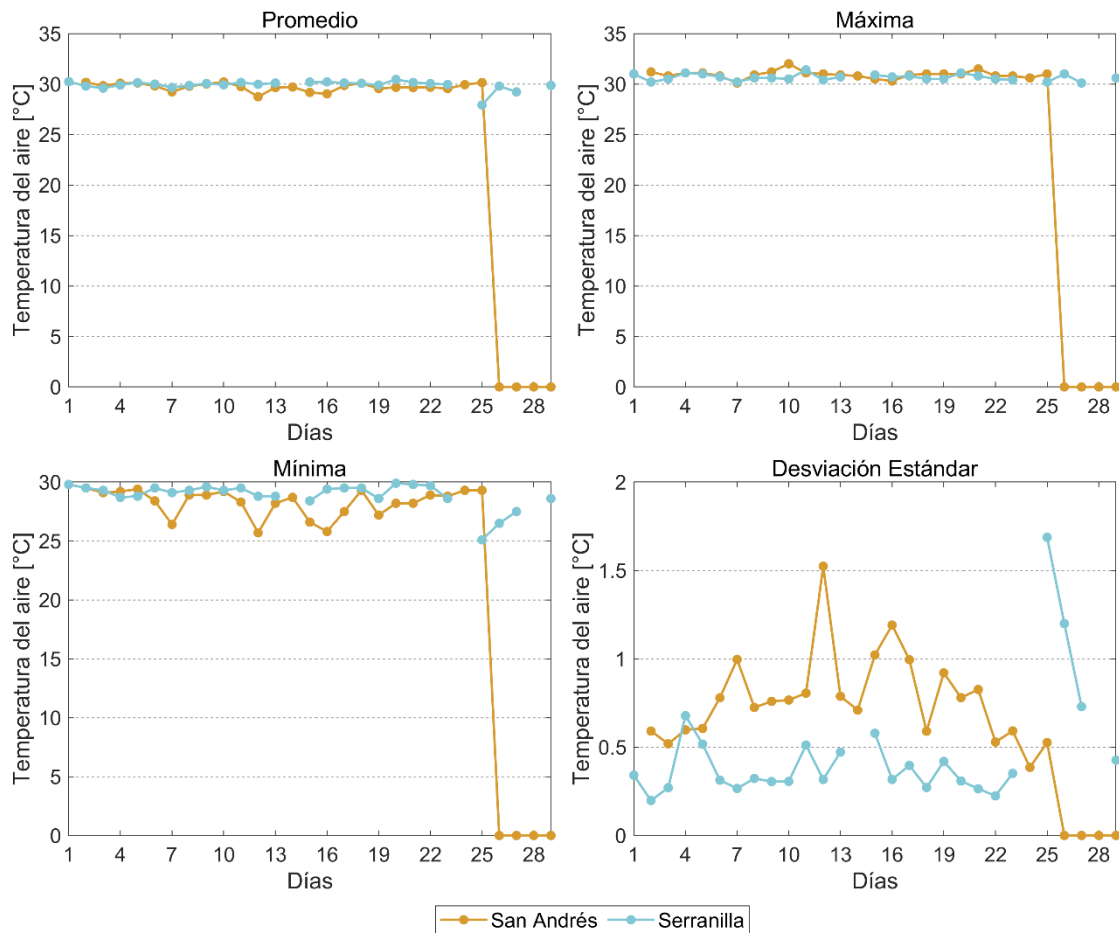 Promedio
Temperatura del aire [°C]
35
30
25
20
15
10
5
0
1 4 7 10 13 16 19 22 25 28
Días
Máxima
Temperatura del aire [°C]
35
30
25
20
15
10
5
0
1 4 7 10 13 16 19 22 25 28
Días
Mínima
Temperatura del aire [°C]
30
25
20
15
10
5
0
1 4 7 10 13 16 19 22 25 28
Días
Desviación Estándar
Temperatura del aire [°C]
2
1.5
1
0.5
0
1 4 7 10 13 16 19 22 25 28
Días
San Andrés Serranilla